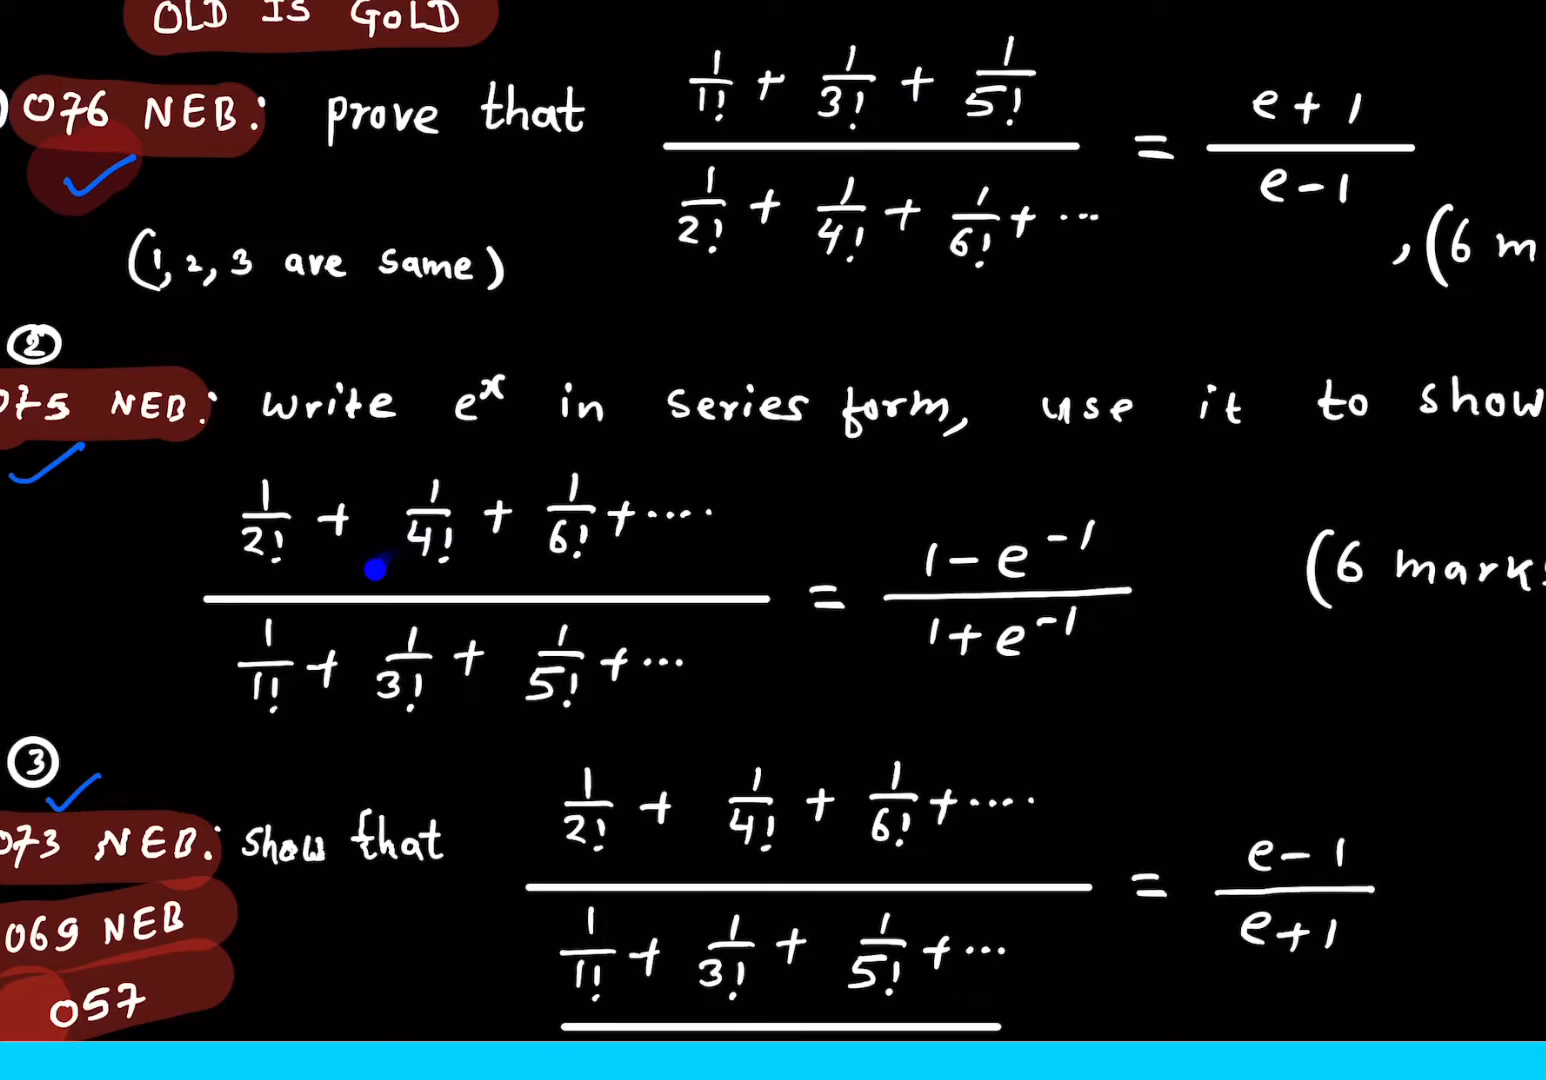 OLD IS GOLD
076 NEB: prove that (1/1! + 1/3! + 1/5!) / (1/2! + 1/4! + 1/6! + ...) = (e+1)/(e-1) , (6 m
(1, 2, 3 are same)
②
075 NEB: write e^x in series form, use it to show
(1/2! + 1/4! + 1/6! + ....) / (1/1! + 1/3! + 1/5! + ...) = (1-e^-1)/(1+e^-1) (6 marks
③
073 NEB: show that (1/2! + 1/4! + 1/6! + ....) / (1/1! + 1/3! + 1/5! + ...) = (e-1)/(e+1)
069 NEB
057